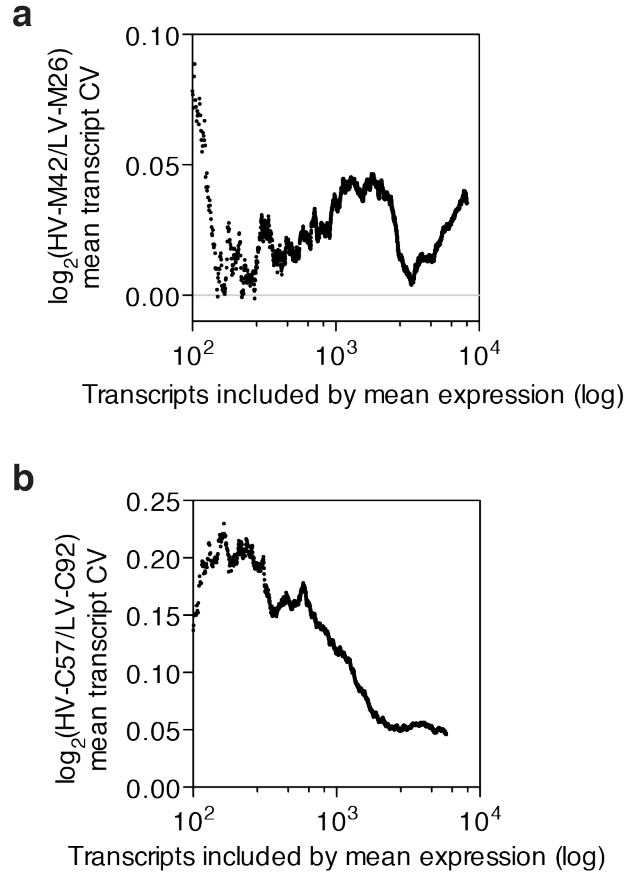 a
log2(HV-M42/LV-M26)
mean transcript CV
0.10
0.05
0.00
10^2
10^3
10^4
Transcripts included by mean expression (log)
b
log2(HV-C57/LV-C92)
mean transcript CV
0.25
0.20
0.15
0.10
0.05
0.00
10^2
10^3
10^4
Transcripts included by mean expression (log)